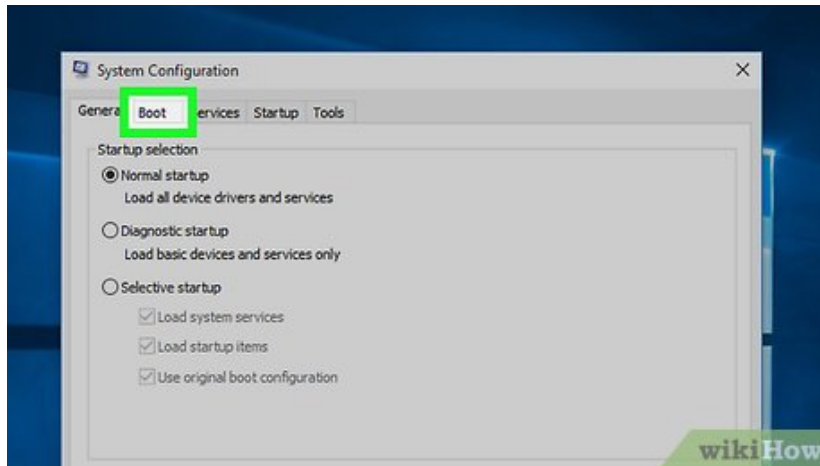 System Configuration
Genera Boot ervices Startup Tools
Startup selection
Normal startup
Load all device drivers and services
Diagnostic startup
Load basic devices and services only
Selective startup
Load system services
Load startup items
Use original boot configuration
wikiHow